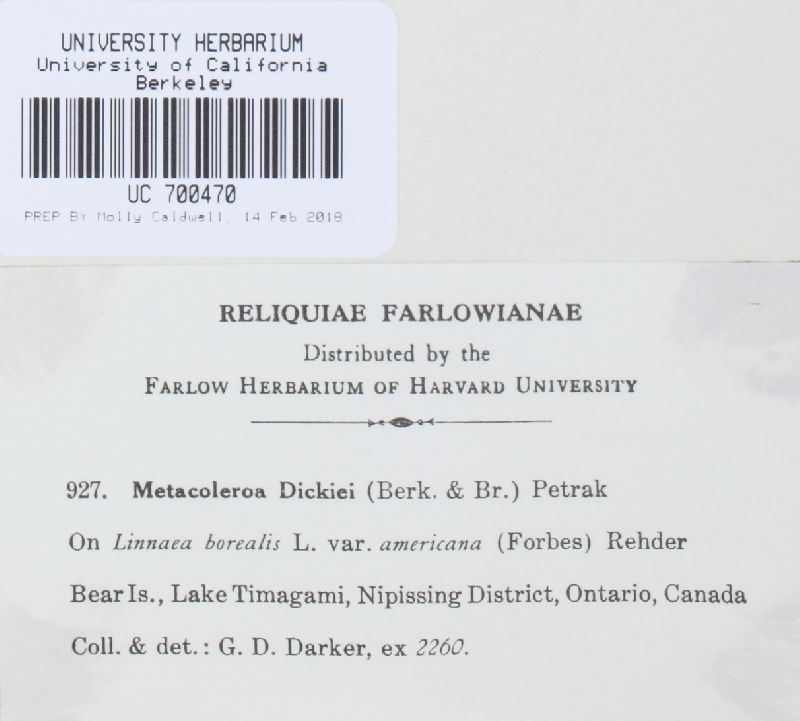 UNIVERSITY HERBARIUM
University of California
Berkeley
UC 700470
PREP BY Molly Caldwell, 14 Feb 2018
RELIQUIAE FARLOWIANAE
Distributed by the
FARLOW HERBARIUM OF HARVARD UNIVERSITY
927. Metacoleroa Dickiei (Berk. & Br.) Petrak
On Linnaea borealis L. var. americana (Forbes) Rehder
Bear Is., Lake Timagami, Nipissing District, Ontario, Canada
Coll. & det.: G. D. Darker, ex 2260.